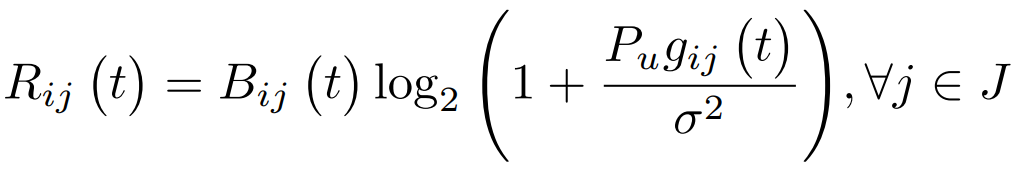 R_{ij}(t) = B_{ij}(t) \log_2 \left( 1 + \frac{P_u g_{ij}(t)}{\sigma^2} \right), \forall j \in J